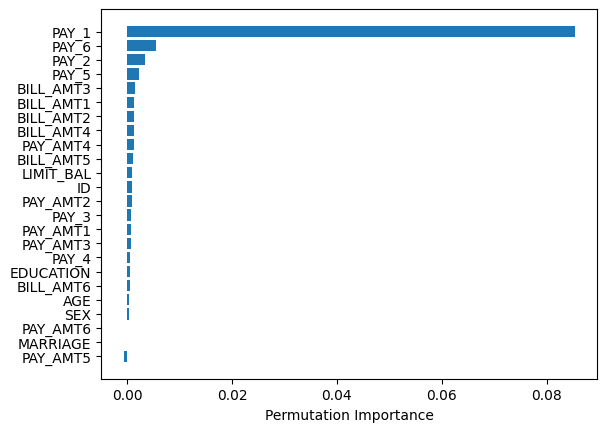 PAY_1
PAY_6
PAY_2
PAY_5
BILL_AMT3
BILL_AMT1
BILL_AMT2
BILL_AMT4
PAY_AMT4
BILL_AMT5
LIMIT_BAL
ID
PAY_AMT2
PAY_3
PAY_AMT1
PAY_AMT3
PAY_4
EDUCATION
BILL_AMT6
AGE
SEX
PAY_AMT6
MARRIAGE
PAY_AMT5
0.00 0.02 0.04 0.06 0.08
Permutation Importance